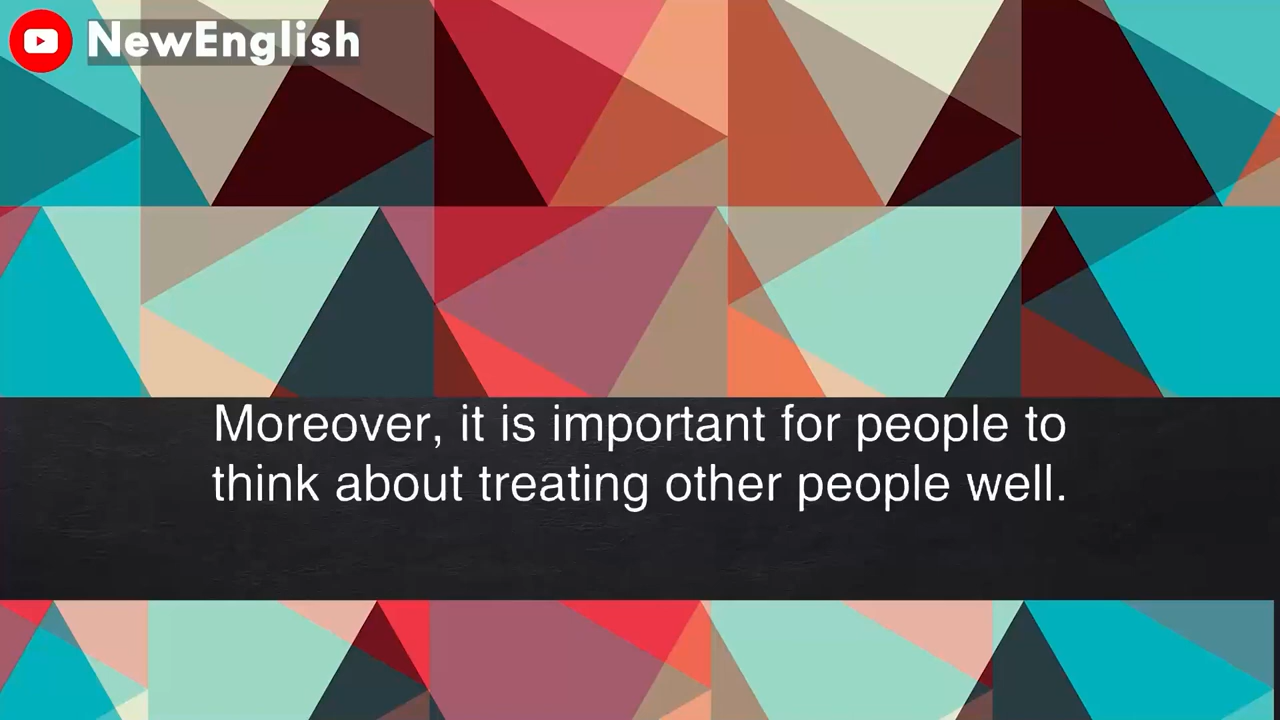 NewEnglish
Moreover, it is important for people to
think about treating other people well.